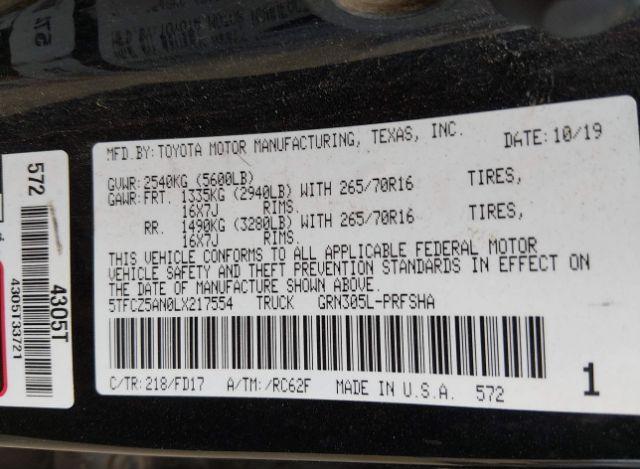 MFD.BY:TOYOTA MOTOR MANUFACTURING, TEXAS, INC. DATE:10/19
GVWR:2540KG (5600LB)
GAWR:FRT. 1335KG (2940LB) WITH 265/70R16 TIRES,
16X7J RIMS.
RR. 1490KG (3280LB) WITH 265/70R16 TIRES,
16X7J RIMS.
THIS VEHICLE CONFORMS TO ALL APPLICABLE FEDERAL MOTOR
VEHICLE SAFETY AND THEFT PREVENTION STANDARDS IN EFFECT ON
THE DATE OF MANUFACTURE SHOWN ABOVE.
5TFCZ5AN0LX217554 TRUCK GRN305L-PRFSHA
C/TR:218/FD17 A/TM:/RC62F MADE IN U.S.A. 572
1
572
4305T
4305T33721